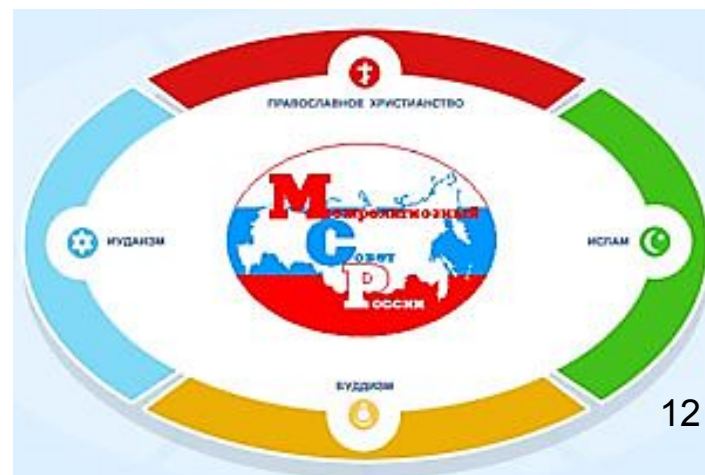 ПРАВОСЛАВНОЕ ХРИСТИАНСТВО
ИУДАИЗМ
Межрелигиозный
Совет
России
ИСЛАМ
БУДДИЗМ
12